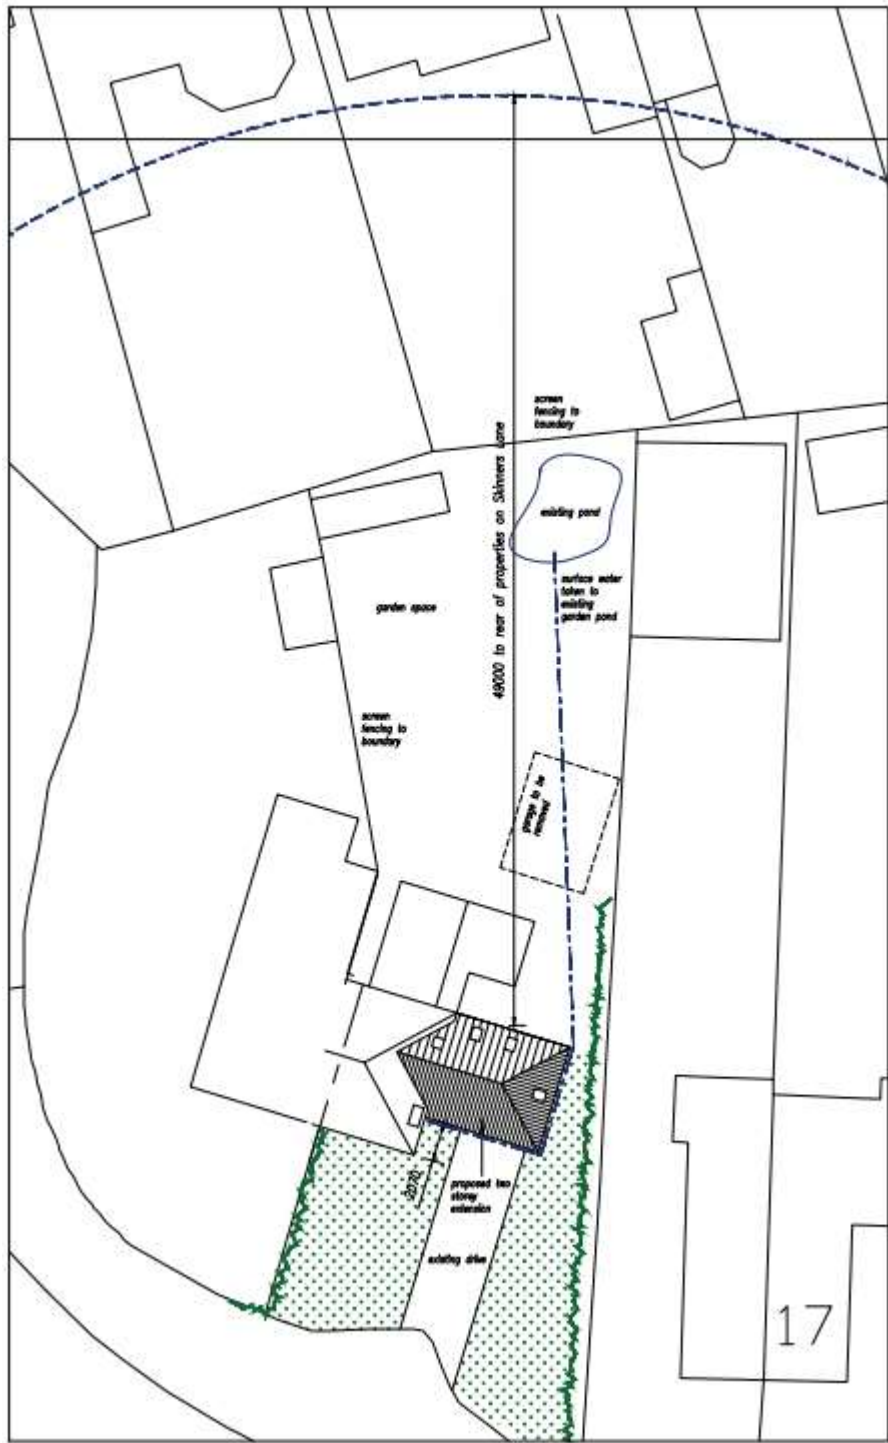 screen
fencing to
boundary
49000 to rear of properties on Skinners Lane
existing pond
surface water
taken to
existing
garden pond
garden space
screen
fencing to
boundary
garage to be
removed
2070
proposed two
storey
extension
existing drive
17